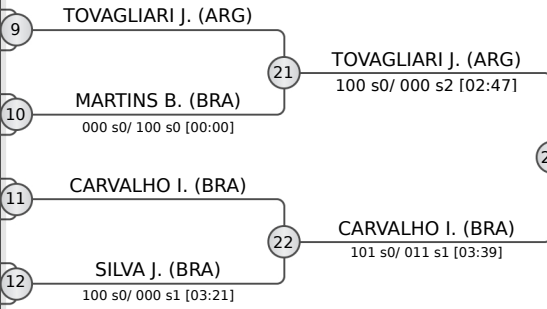 TOVAGLIARI J. (ARG)
9
TOVAGLIARI J. (ARG)
21
100 s0/ 000 s2 [02:47]
MARTINS B. (BRA)
10
000 s0/ 100 s0 [00:00]
CARVALHO I. (BRA)
11
CARVALHO I. (BRA)
22
101 s0/ 011 s1 [03:39]
SILVA J. (BRA)
12
100 s0/ 000 s1 [03:21]